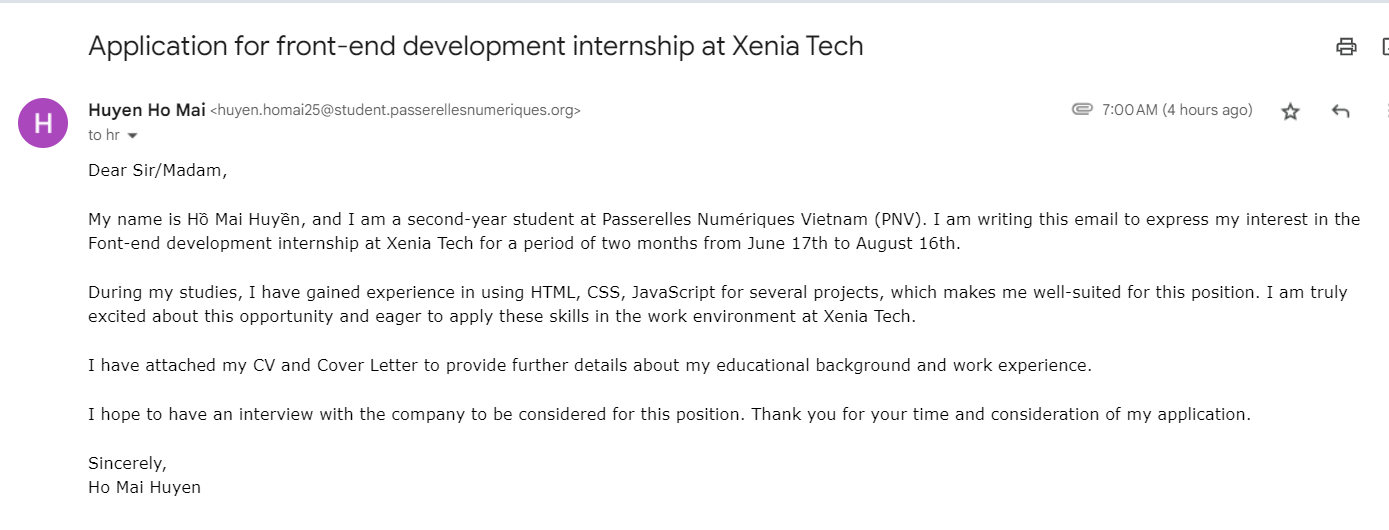 Application for front-end development internship at Xenia Tech
H
Huyen Ho Mai <huyen.homai25@student.passerellesnumeriques.org>
7:00 AM (4 hours ago)
to hr
Dear Sir/Madam,
My name is Hồ Mai Huyền, and I am a second-year student at Passerelles Numériques Vietnam (PNV). I am writing this email to express my interest in the
Font-end development internship at Xenia Tech for a period of two months from June 17th to August 16th.
During my studies, I have gained experience in using HTML, CSS, JavaScript for several projects, which makes me well-suited for this position. I am truly
excited about this opportunity and eager to apply these skills in the work environment at Xenia Tech.
I have attached my CV and Cover Letter to provide further details about my educational background and work experience.
I hope to have an interview with the company to be considered for this position. Thank you for your time and consideration of my application.
Sincerely,
Ho Mai Huyen